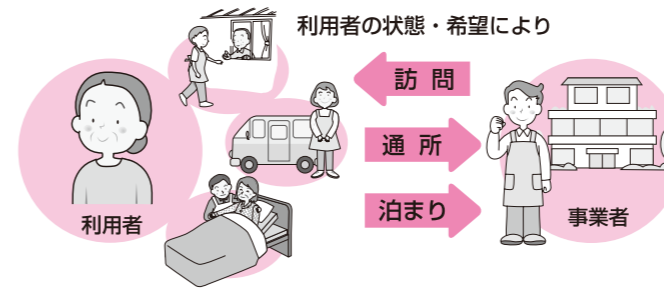 利用者の状態・希望により
訪 問
通 所
泊まり
利用者
事業者